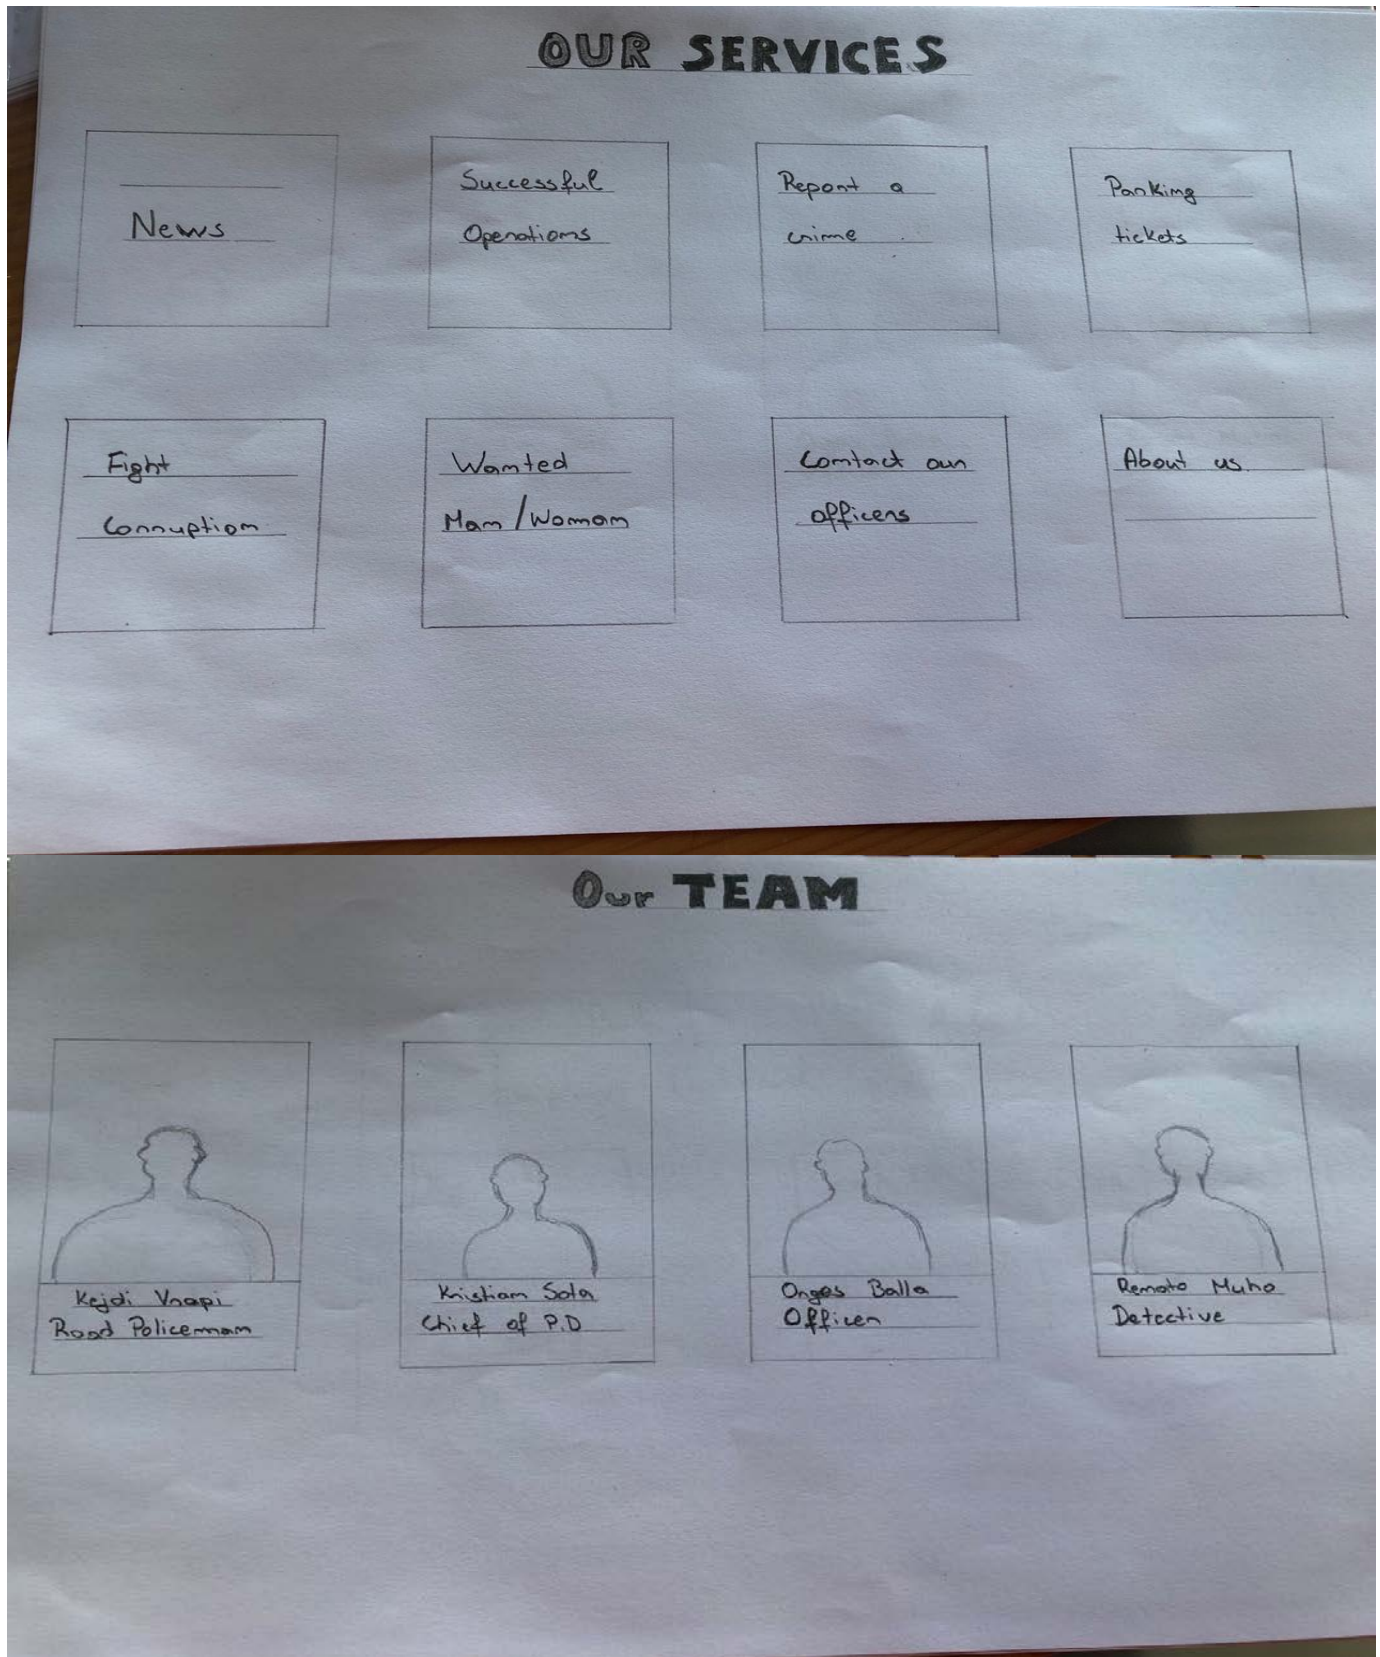 OUR SERVICES
News
Successful
Operations
Report a
crime
Parking
tickets
Fight
Corruption
Wanted
Man/Woman
Contact our
officers
About us
Our TEAM
Kejdi Vrapi
Road Policeman
Kristian Sota
Chief of P.D
Orges Balla
Officer
Renato Muho
Detective